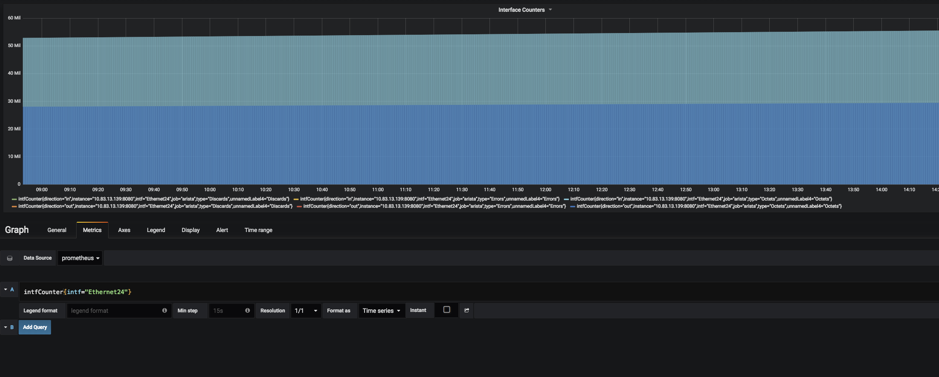 Interface Counters
60 Mil
50 Mil
40 Mil
30 Mil
20 Mil
10 Mil
0
09:00 09:10 09:20 09:30 09:40 09:50 10:00 10:10 10:20 10:30 10:40 10:50 11:00 11:10 11:20 11:30 11:40 11:50 12:00 12:10 12:20 12:30 12:40 12:50 13:00 13:10 13:20 13:30 13:40 13:50 14:00 14:10
intfCounter{direction="in",instance="10.83.13.139:8080",intf="Ethernet24",job="arista",type="Discards",unnamedLabel4="Discards"} intfCounter{direction="in",instance="10.83.13.139:8080",intf="Ethernet24",job="arista",type="Errors",unnamedLabel4="Errors"} intfCounter{direction="in",instance="10.83.13.139:8080",intf="Ethernet24",job="arista",type="Octets",unnamedLabel4="Octets"}
intfCounter{direction="out",instance="10.83.13.139:8080",intf="Ethernet24",job="arista",type="Discards",unnamedLabel4="Discards"} intfCounter{direction="out",instance="10.83.13.139:8080",intf="Ethernet24",job="arista",type="Errors",unnamedLabel4="Errors"} intfCounter{direction="out",instance="10.83.13.139:8080",intf="Ethernet24",job="arista",type="Octets",unnamedLabel4="Octets"}
Graph General Metrics Axes Legend Display Alert Time range
Data Source prometheus
A intfCounter{intf="Ethernet24"}
Legend format legend format Min step 15s Resolution 1/1 Format as Time series Instant
B Add Query